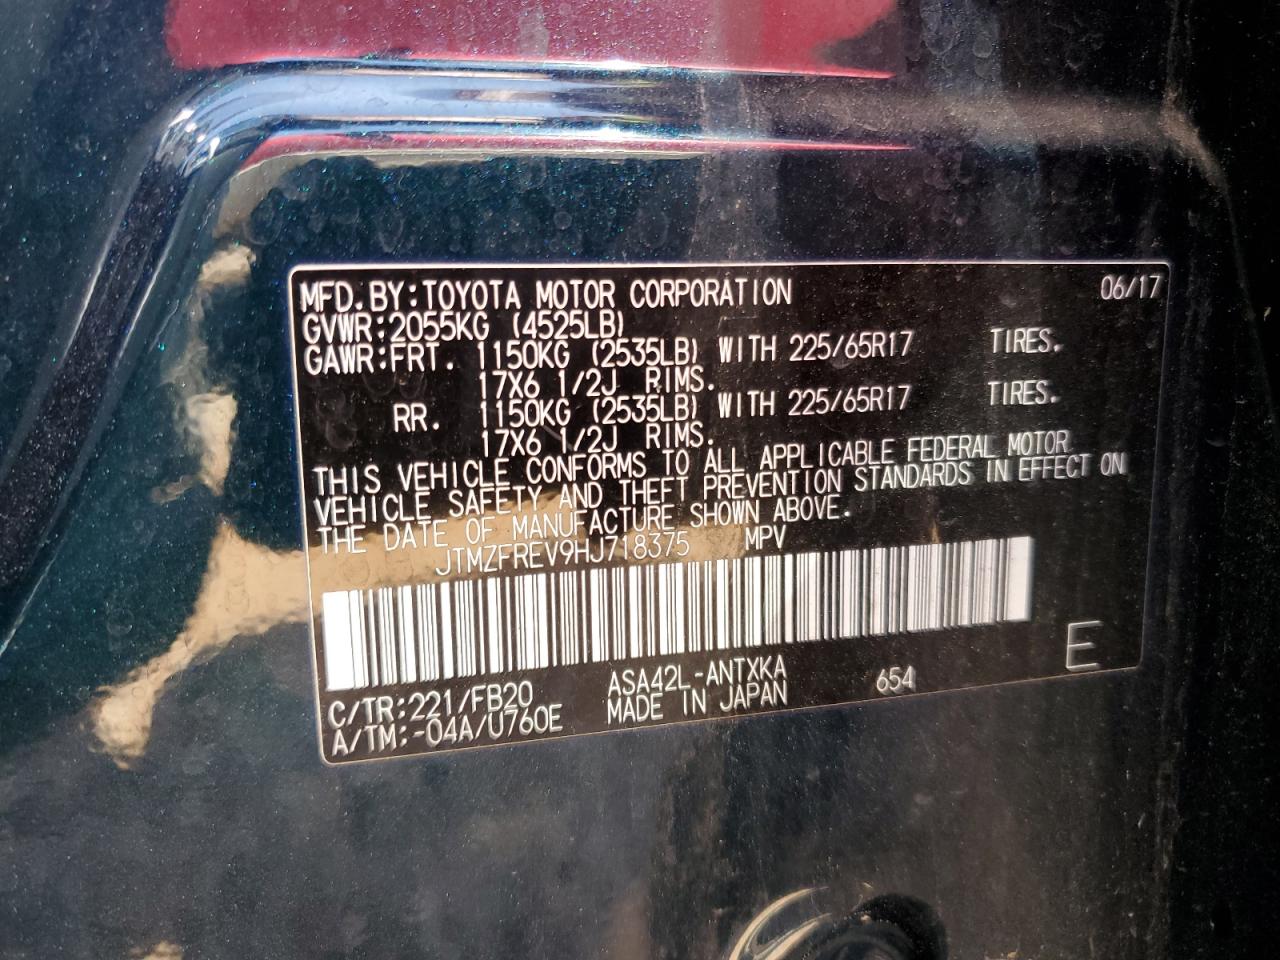 MFD.BY:TOYOTA MOTOR CORPORATION 06/17
GVWR:2055KG (4525LB)
GAWR:FRT. 1150KG (2535LB) WITH 225/65R17 TIRES.
17X6 1/2J RIMS.
RR. 1150KG (2535LB) WITH 225/65R17 TIRES.
17X6 1/2J RIMS.
THIS VEHICLE CONFORMS TO ALL APPLICABLE FEDERAL MOTOR
VEHICLE SAFETY AND THEFT PREVENTION STANDARDS IN EFFECT ON
THE DATE OF MANUFACTURE SHOWN ABOVE.
JTMZFREV9HJ718375 MPV
C/TR:221/FB20 ASA42L-ANTXKA 654 E
A/TM:-04A/U760E MADE IN JAPAN